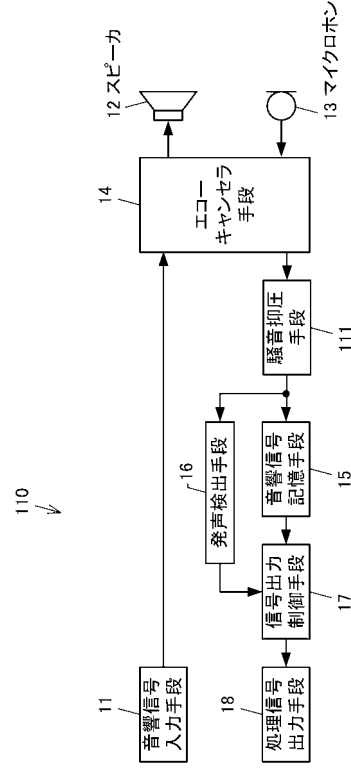 110
11
音響信号
入力手段
14
エコー
キャンセラ
手段
12 スピーカ
13 マイクロホン
18
処理信号
出力手段
17
信号出力
制御手段
16
発声検出手段
15
音響信号
記憶手段
111
騒音抑圧
手段